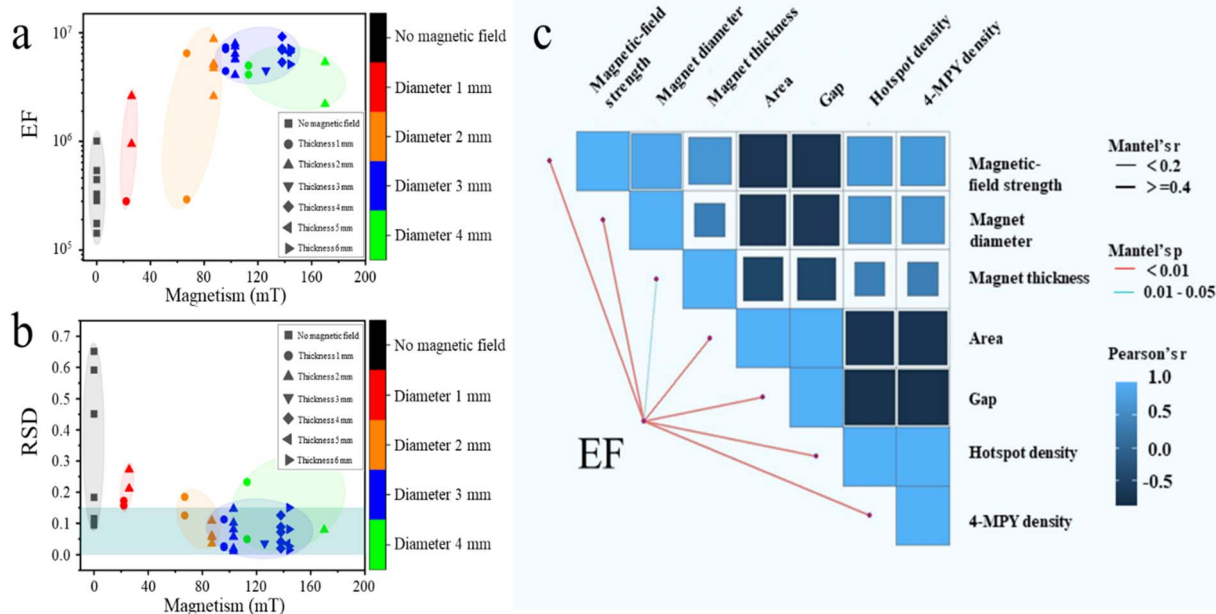 a
EF
10⁷
10⁶
10⁵
0 40 80 120 160 200
Magnetism (mT)
No magnetic field
Thickness 1 mm
Thickness 2 mm
Thickness 3 mm
Thickness 4 mm
Thickness 5 mm
Thickness 6 mm
No magnetic field
Diameter 1 mm
Diameter 2 mm
Diameter 3 mm
Diameter 4 mm
b
RSD
0.7
0.6
0.5
0.4
0.3
0.2
0.1
0.0
0 40 80 120 160 200
Magnetism (mT)
No magnetic field
Thickness 1 mm
Thickness 2 mm
Thickness 3 mm
Thickness 4 mm
Thickness 5 mm
Thickness 6 mm
No magnetic field
Diameter 1 mm
Diameter 2 mm
Diameter 3 mm
Diameter 4 mm
c
Magnetic-field
strength
Magnet diameter
Magnet thickness
Area
Gap
Hotspot density
4-MPY density
Magnetic-
field strength
Magnet
diameter
Magnet thickness
Area
Gap
Hotspot density
4-MPY density
EF
Mantel's r
<0.2
>=0.4
Mantel's p
<0.01
0.01 - 0.05
Pearson's r
1.0
0.5
0.0
-0.5